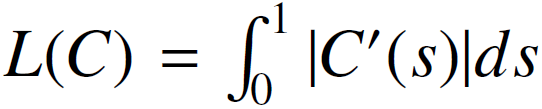 L(C) = ∫₀¹ |C′(s)|ds